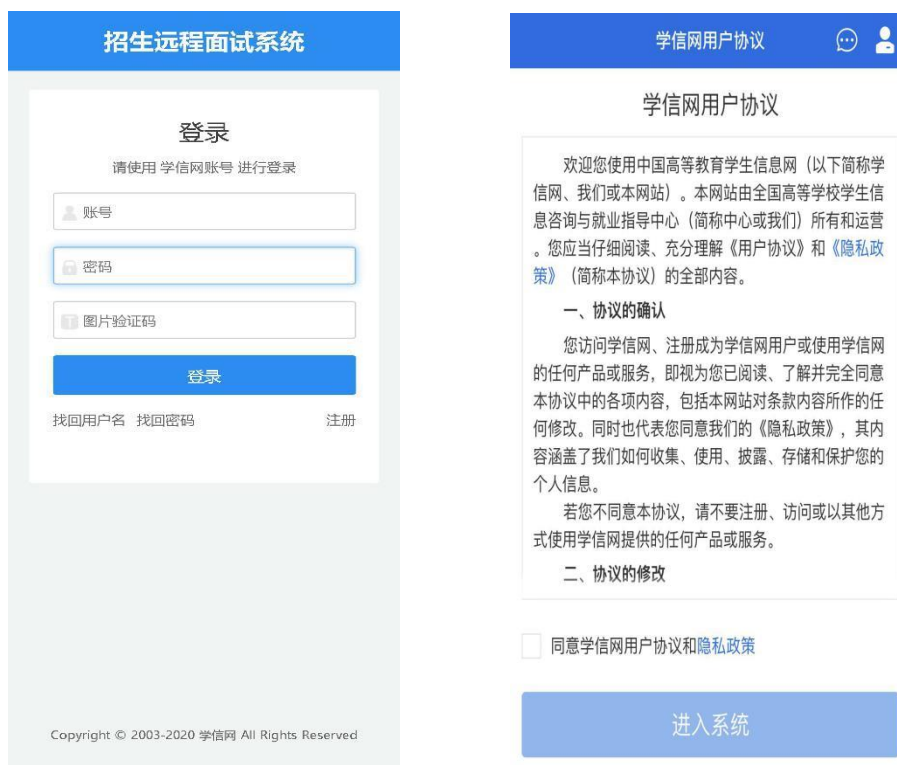 招生远程面试系统
登录
请使用 学信网账号 进行登录
账号
密码
图片验证码
登录
找回用户名 找回密码 注册
Copyright © 2003-2020 学信网 All Rights Reserved
学信网用户协议
学信网用户协议
欢迎您使用中国高等教育学生信息网（以下简称学
信网、我们或本网站）。本网站由全国高等学校学生信
息咨询与就业指导中心（简称中心或我们）所有和运营
。您应当仔细阅读、充分理解《用户协议》和《隐私政
策》（简称本协议）的全部内容。
一、协议的确认
您访问学信网、注册成为学信网用户或使用学信网
的任何产品或服务，即视为您已阅读、了解并完全同意
本协议中的各项内容，包括本网站对条款内容所作的任
何修改。同时也代表您同意我们的《隐私政策》，其内
容涵盖了我们如何收集、使用、披露、存储和保护您的
个人信息。
若您不同意本协议，请不要注册、访问或以其他方
式使用学信网提供的任何产品或服务。
二、协议的修改
同意学信网用户协议和隐私政策
进入系统